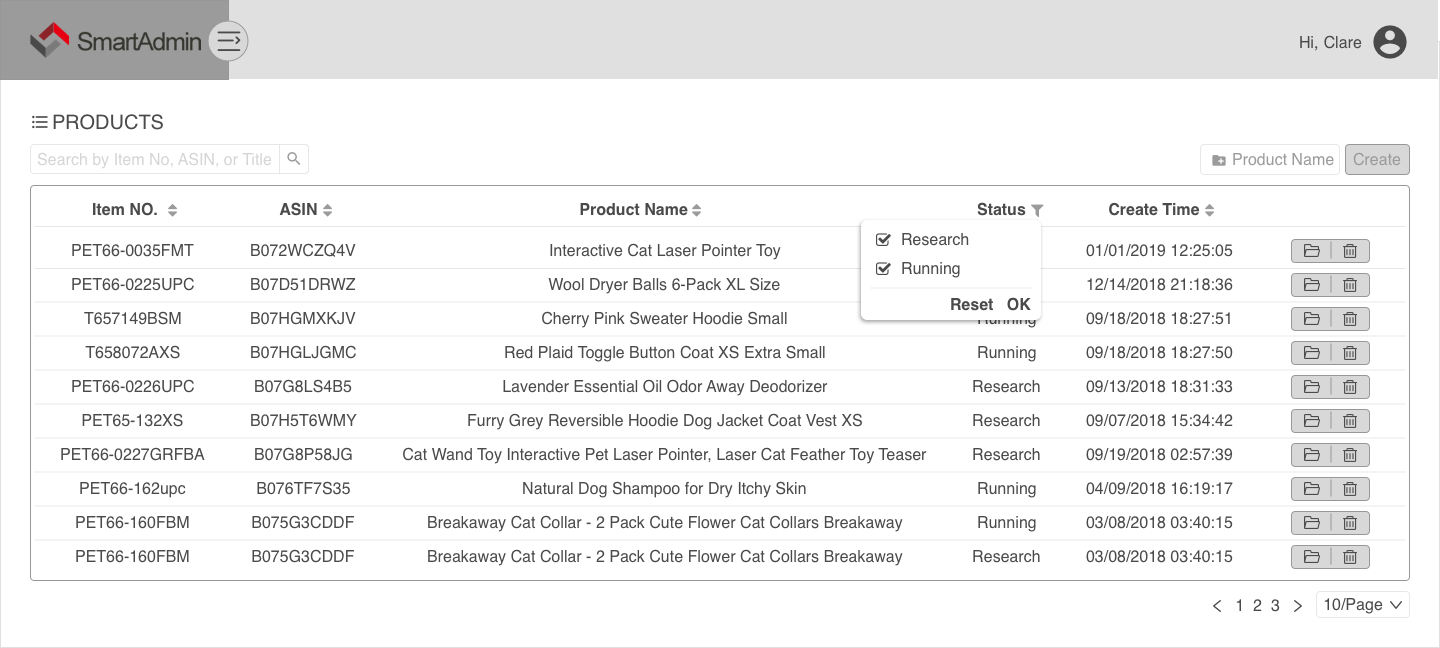 SmartAdmin
Hi, Clare
PRODUCTS
Search by Item No, ASIN, or Title
Product Name
Create
Item NO. ASIN Product Name Status Create Time
PET66-0035FMT B072WCZQ4V Interactive Cat Laser Pointer Toy 01/01/2019 12:25:05
PET66-0225UPC B07D51DRWZ Wool Dryer Balls 6-Pack XL Size 12/14/2018 21:18:36
T657149BSM B07HGMXKJV Cherry Pink Sweater Hoodie Small Running 09/18/2018 18:27:51
Research
Running
Reset OK
T658072AXS B07HGLJGMC Red Plaid Toggle Button Coat XS Extra Small Running 09/18/2018 18:27:50
PET66-0226UPC B07G8LS4B5 Lavender Essential Oil Odor Away Deodorizer Research 09/13/2018 18:31:33
PET65-132XS B07H5T6WMY Furry Grey Reversible Hoodie Dog Jacket Coat Vest XS Research 09/07/2018 15:34:42
PET66-0227GRFBA B07G8P58JG Cat Wand Toy Interactive Pet Laser Pointer, Laser Cat Feather Toy Teaser Research 09/19/2018 02:57:39
PET66-162upc B076TF7S35 Natural Dog Shampoo for Dry Itchy Skin Running 04/09/2018 16:19:17
PET66-160FBM B075G3CDDF Breakaway Cat Collar - 2 Pack Cute Flower Cat Collars Breakaway Running 03/08/2018 03:40:15
PET66-160FBM B075G3CDDF Breakaway Cat Collar - 2 Pack Cute Flower Cat Collars Breakaway Research 03/08/2018 03:40:15
1 2 3 10/Page